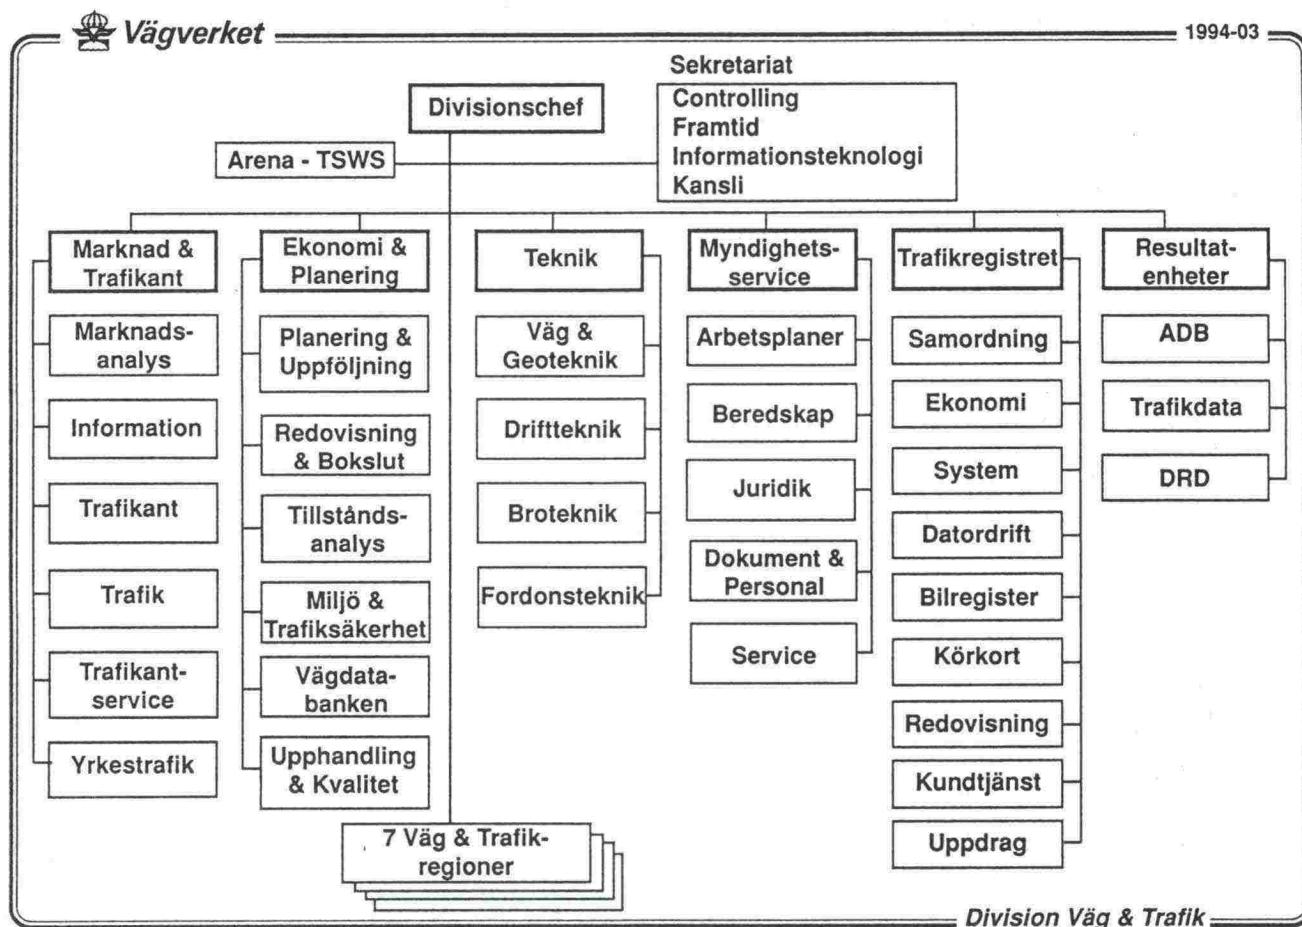 Vägverket
1994-03
Sekretariat
Divisionschef
Controlling
Framtid
Informationsteknologi
Kansli
Arena - TSWS
Marknad &
Trafikant
Marknads-
analys
Information
Trafikant
Trafik
Trafikant-
service
Yrkestrafik
Ekonomi &
Planering
Planering &
Uppföljning
Redovisning
& Bokslut
Tillstånds-
analys
Miljö &
Trafiksäkerhet
Vägdata-
banken
Upphandling
& Kvalitet
Teknik
Väg &
Geoteknik
Driftteknik
Broteknik
Fordonsteknik
Myndighets-
service
Arbetsplaner
Beredskap
Juridik
Dokument &
Personal
Service
Trafikregistret
Samordning
Ekonomi
System
Datordrift
Bilregister
Körkort
Redovisning
Kundtjänst
Uppdrag
Resultat-
enheter
ADB
Trafikdata
DRD
7 Väg & Trafik-
regioner
Division Väg & Trafik